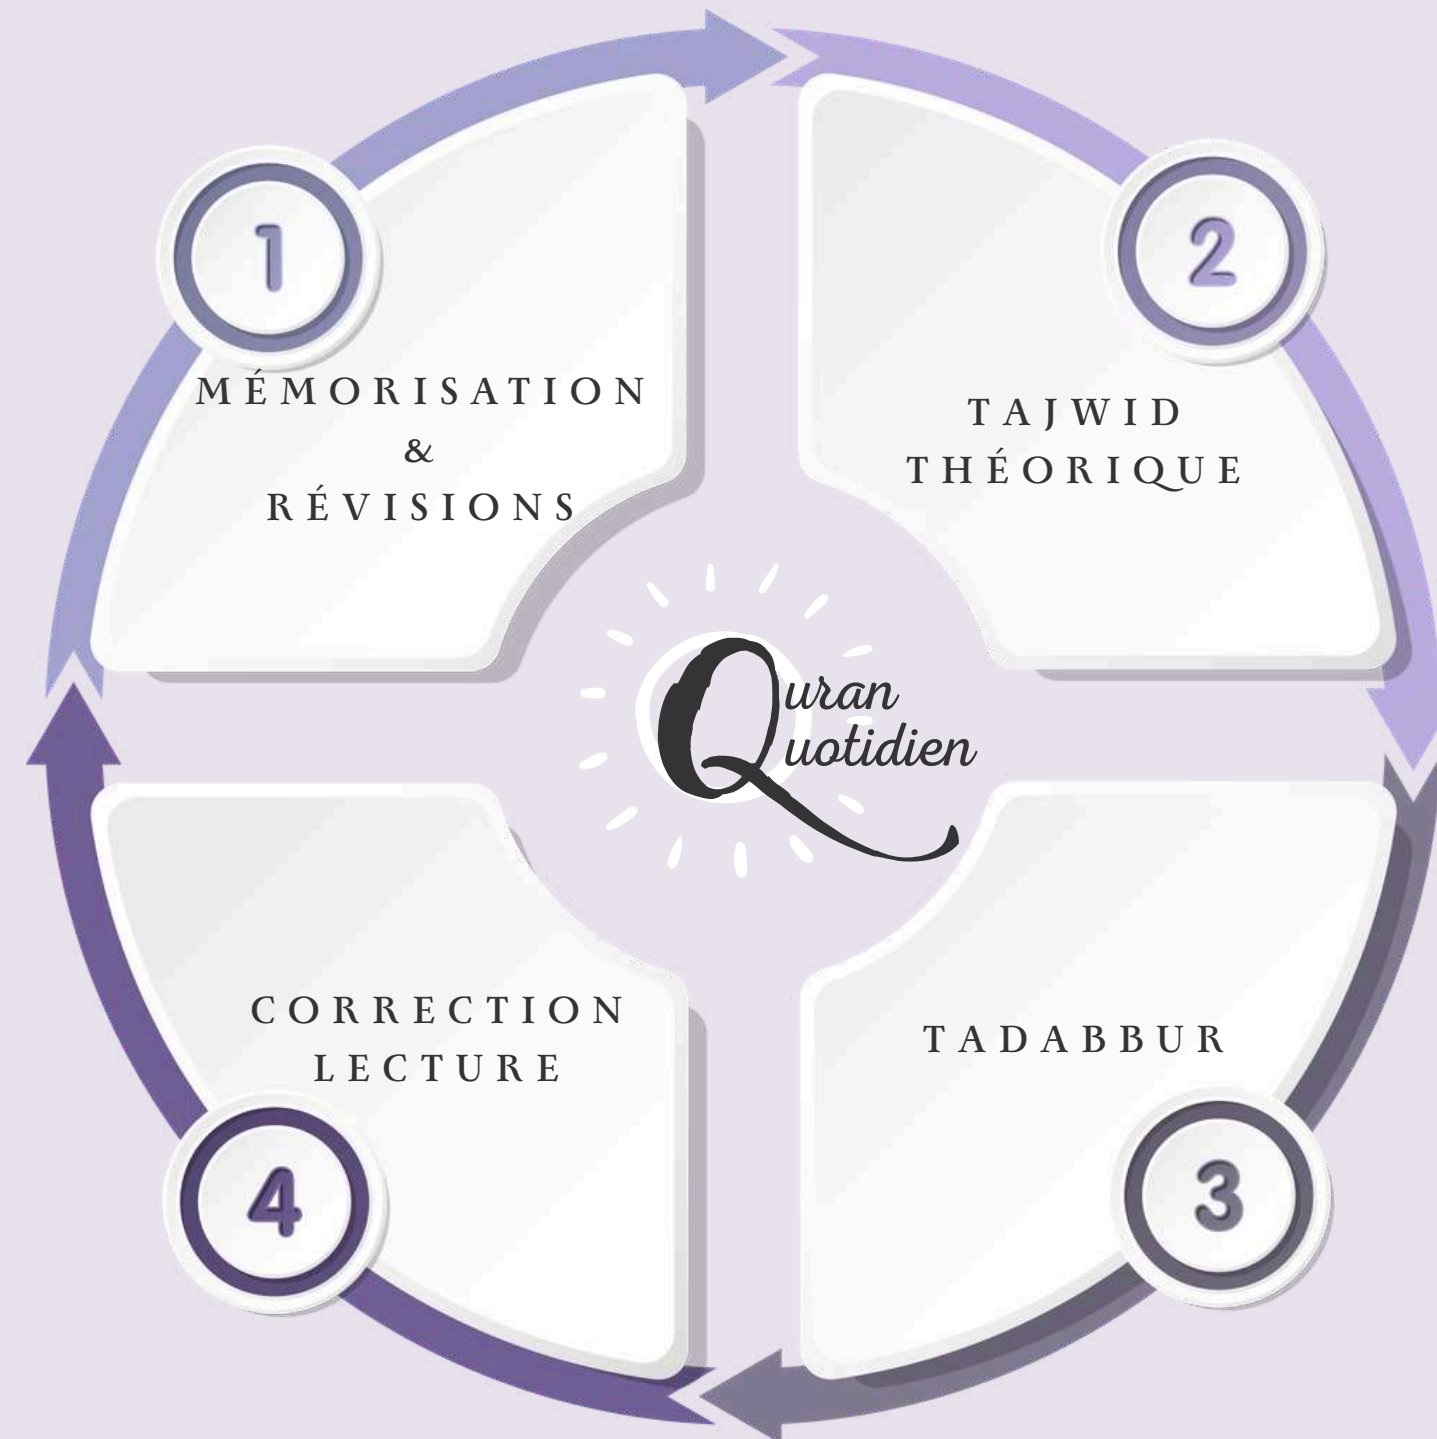 1
MÉMORISATION
&
RÉVISIONS
2
TAJWID
THÉORIQUE
Quran
Quotidien
CORRECTION
LECTURE
4
TADABBUR
3